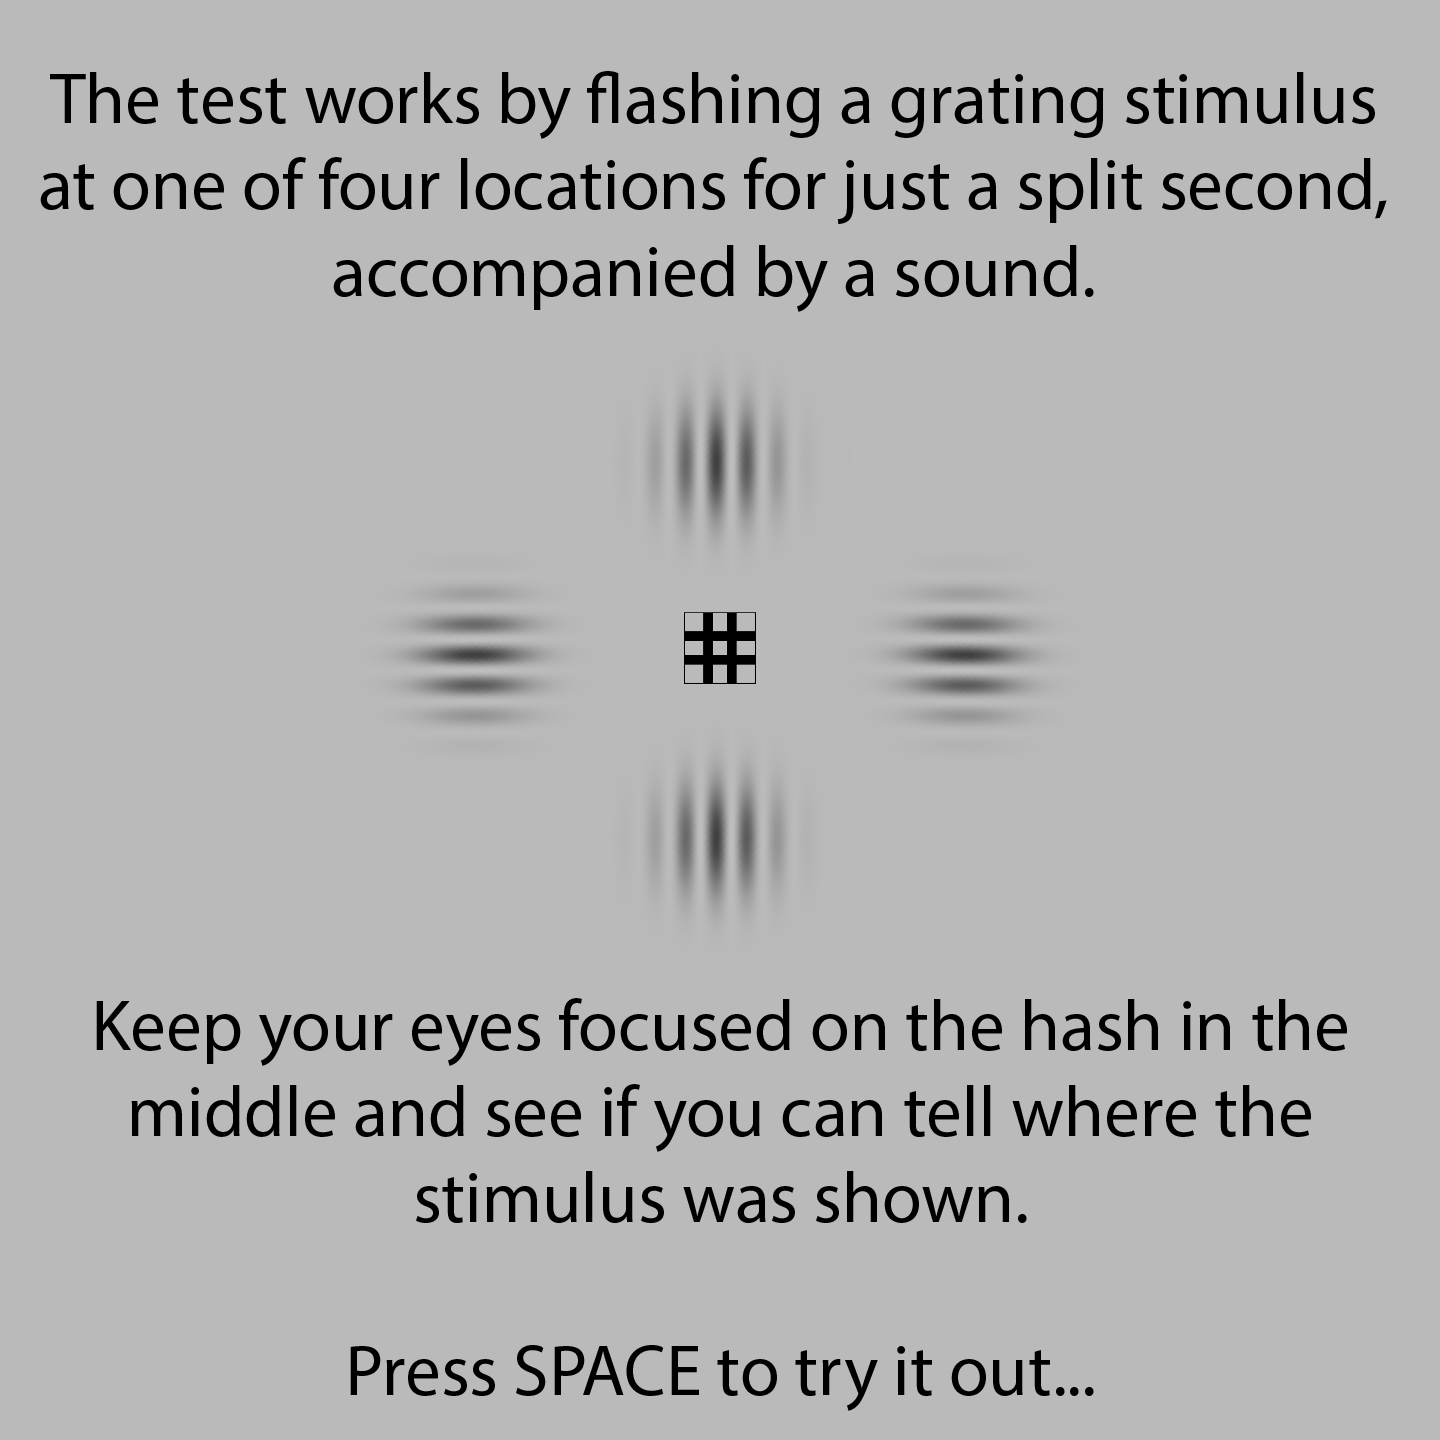 The test works by flashing a grating stimulus
at one of four locations for just a split second,
accompanied by a sound.
Keep your eyes focused on the hash in the
middle and see if you can tell where the
stimulus was shown.
Press SPACE to try it out...